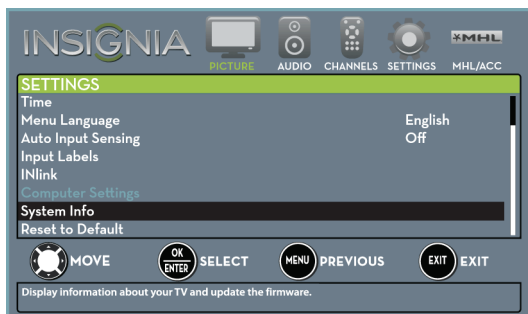 INSIGNIA
PICTURE AUDIO CHANNELS SETTINGS MHL/ACC
MHL
SETTINGS
Time
Menu Language English
Auto Input Sensing Off
Input Labels
INlink
Computer Settings
System Info
Reset to Default
MOVE OK ENTER SELECT MENU PREVIOUS EXIT EXIT
Display information about your TV and update the firmware.